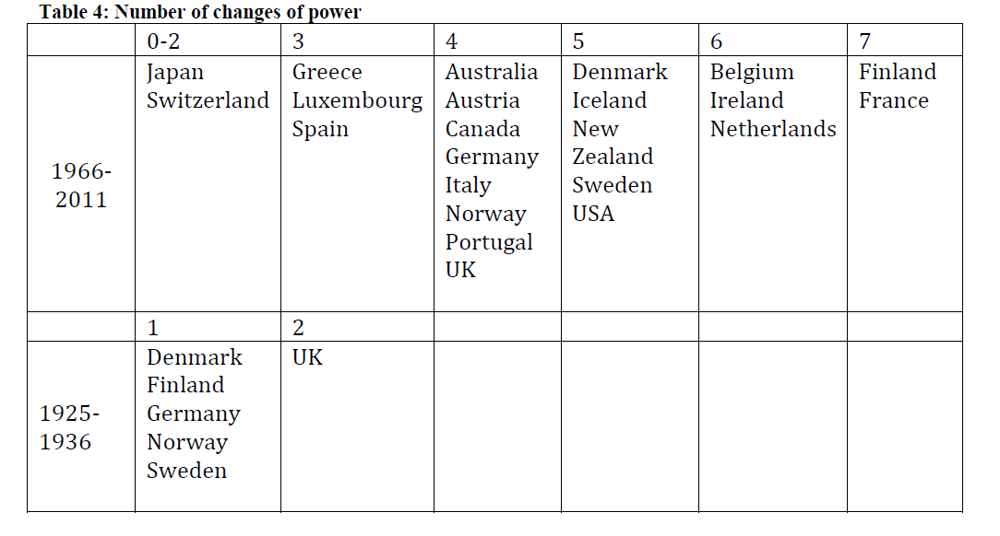 Table 4: Number of changes of power
0-2 3 4 5 6 7
1966-
2011
Japan
Switzerland
Greece
Luxembourg
Spain
Australia
Austria
Canada
Germany
Italy
Norway
Portugal
UK
Denmark
Iceland
New
Zealand
Sweden
USA
Belgium
Ireland
Netherlands
Finland
France
1 2
1925-
1936
Denmark
Finland
Germany
Norway
Sweden
UK